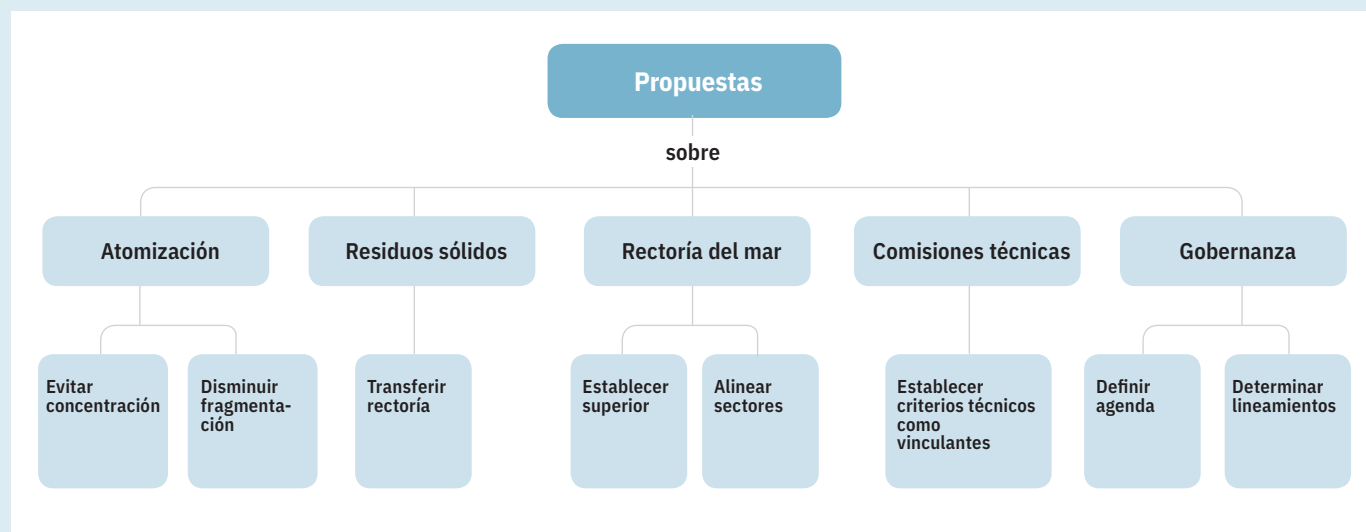 Propuestas
sobre
Atomización
Residuos sólidos
Rectoría del mar
Comisiones técnicas
Gobernanza
Evitar
concentración
Disminuir
fragmenta-
ción
Transferir
rectoría
Establecer
superior
Alinear
sectores
Establecer
criterios técnicos
como
vinculantes
Definir
agenda
Determinar
lineamientos